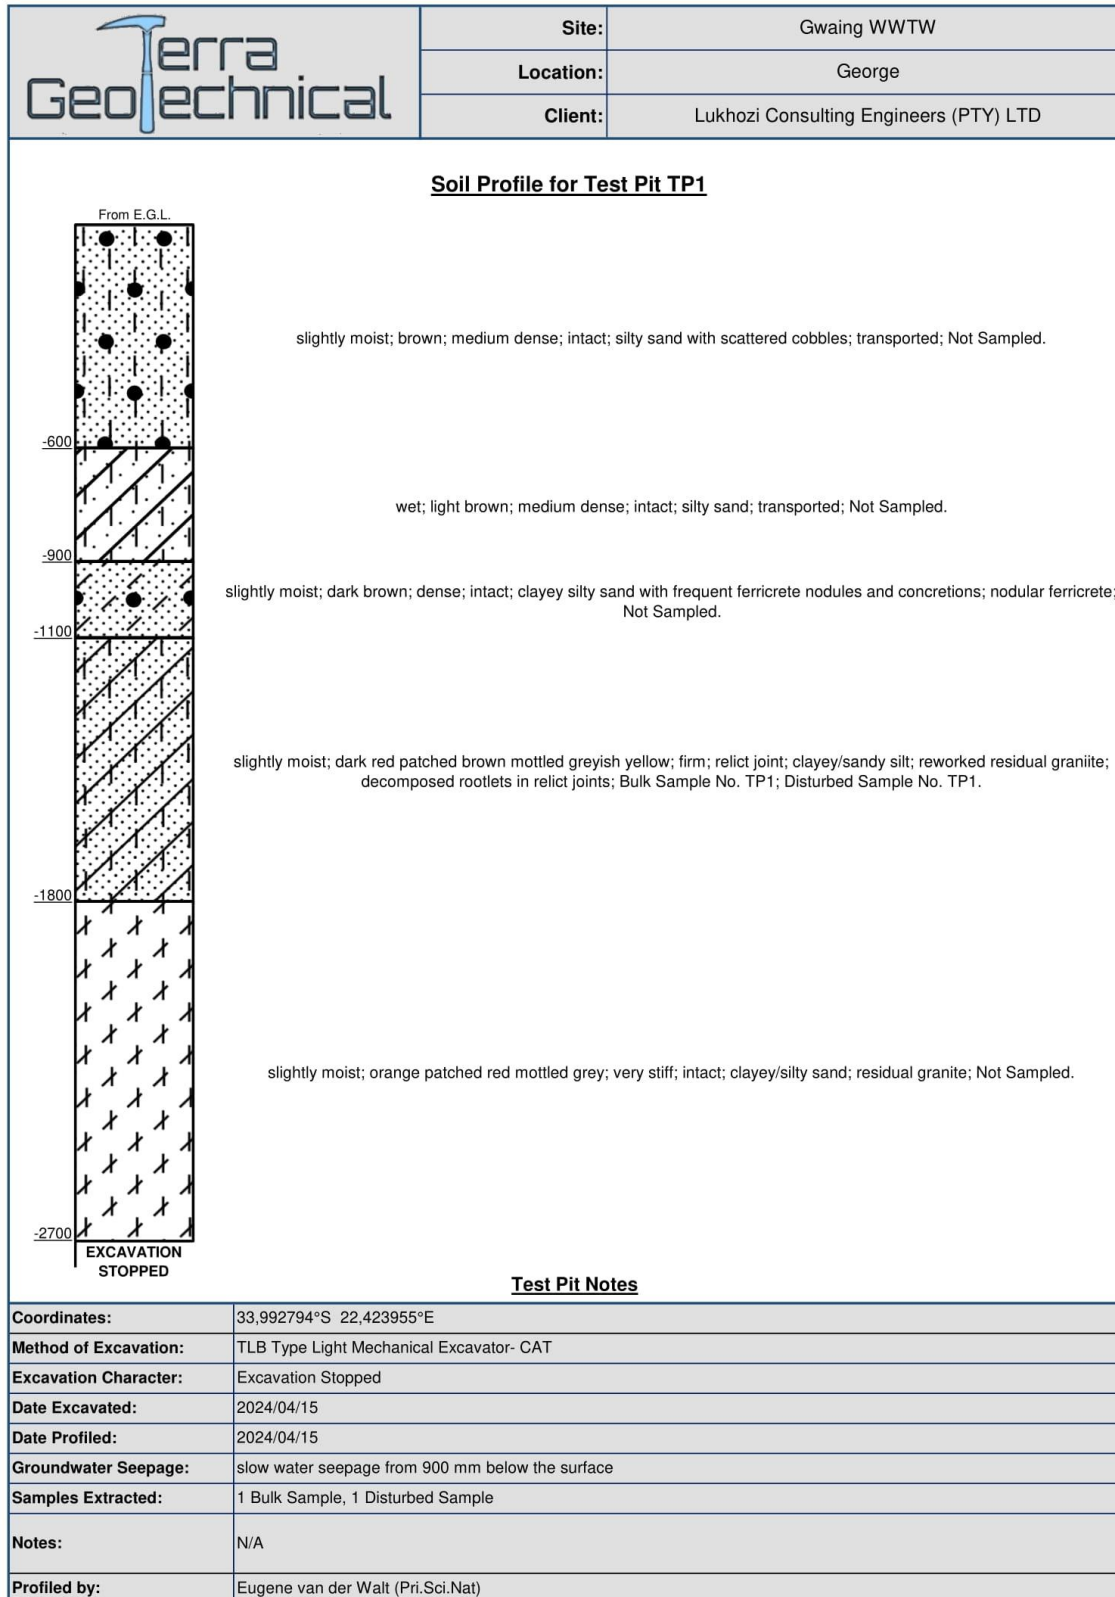 Terra
GeoTechnical
Site: Gwaing WWTW
Location: George
Client: Lukhozi Consulting Engineers (PTY) LTD
Soil Profile for Test Pit TP1
From E.G.L.
slightly moist; brown; medium dense; intact; silty sand with scattered cobbles; transported; Not Sampled.
-600
wet; light brown; medium dense; intact; silty sand; transported; Not Sampled.
-900
slightly moist; dark brown; dense; intact; clayey silty sand with frequent ferricrete nodules and concretions; nodular ferricrete;
Not Sampled.
-1100
slightly moist; dark red patched brown mottled greyish yellow; firm; relict joint; clayey/sandy silt; reworked residual graniite;
decomposed rootlets in relict joints; Bulk Sample No. TP1; Disturbed Sample No. TP1.
-1800
slightly moist; orange patched red mottled grey; very stiff; intact; clayey/silty sand; residual granite; Not Sampled.
-2700
EXCAVATION
STOPPED
Test Pit Notes
Coordinates: 33,992794°S 22,423955°E
Method of Excavation: TLB Type Light Mechanical Excavator- CAT
Excavation Character: Excavation Stopped
Date Excavated: 2024/04/15
Date Profiled: 2024/04/15
Groundwater Seepage: slow water seepage from 900 mm below the surface
Samples Extracted: 1 Bulk Sample, 1 Disturbed Sample
Notes: N/A
Profiled by: Eugene van der Walt (Pri.Sci.Nat)